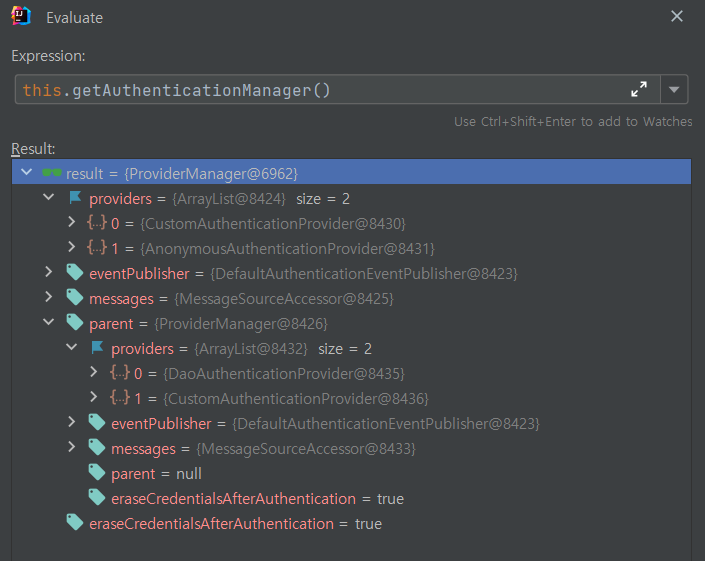 Evaluate
Expression:
this.getAuthenticationManager()
Use Ctrl+Shift+Enter to add to Watches
Result:
result = {ProviderManager@6962}
providers = {ArrayList@8424} size = 2
{...} 0 = {CustomAuthenticationProvider@8430}
{...} 1 = {AnonymousAuthenticationProvider@8431}
eventPublisher = {DefaultAuthenticationEventPublisher@8423}
messages = {MessageSourceAccessor@8425}
parent = {ProviderManager@8426}
providers = {ArrayList@8432} size = 2
{...} 0 = {DaoAuthenticationProvider@8435}
{...} 1 = {CustomAuthenticationProvider@8436}
eventPublisher = {DefaultAuthenticationEventPublisher@8423}
messages = {MessageSourceAccessor@8433}
parent = null
eraseCredentialsAfterAuthentication = true
eraseCredentialsAfterAuthentication = true